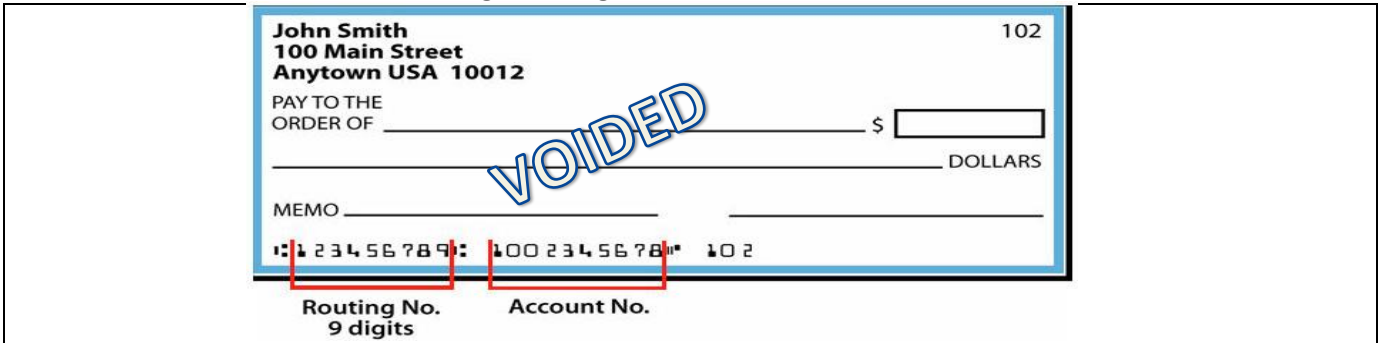 John Smith 102
100 Main Street
Anytown USA 10012
PAY TO THE
ORDER OF $
DOLLARS
VOIDED
MEMO
⑆123456789⑆ 1002345678⑈ 102
Routing No. Account No.
9 digits